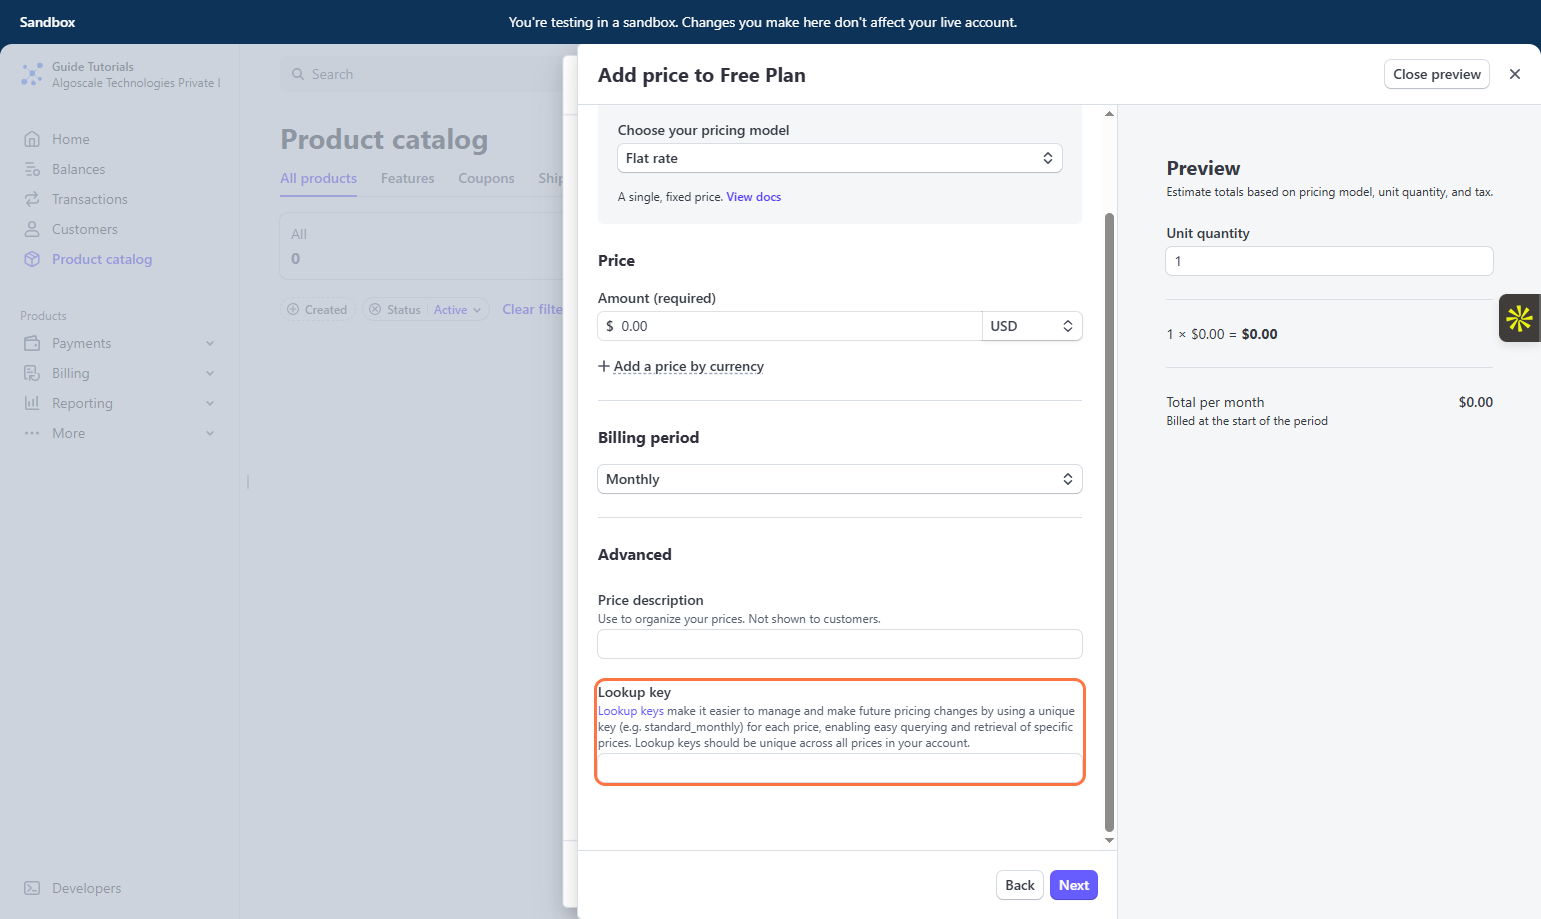 Sandbox
You're testing in a sandbox. Changes you make here don't affect your live account.
Guide Tutorials
Algoscale Technologies Private l
Search
Home
Balances
Transactions
Customers
Product catalog
Products
Payments
Billing
Reporting
More
Developers
Product catalog
All products
Features
Coupons
Ship
All
0
Created
Status
Active
Clear filte
Add price to Free Plan
Close preview
Choose your pricing model
Flat rate
A single, fixed price. View docs
Price
Amount (required)
$ 0.00
USD
Add a price by currency
Billing period
Monthly
Advanced
Price description
Use to organize your prices. Not shown to customers.
Lookup key
Lookup keys make it easier to manage and make future pricing changes by using a unique
key (e.g. standard_monthly) for each price, enabling easy querying and retrieval of specific
prices. Lookup keys should be unique across all prices in your account.
Back
Next
Preview
Estimate totals based on pricing model, unit quantity, and tax.
Unit quantity
1
1 × $0.00 = $0.00
Total per month
$0.00
Billed at the start of the period